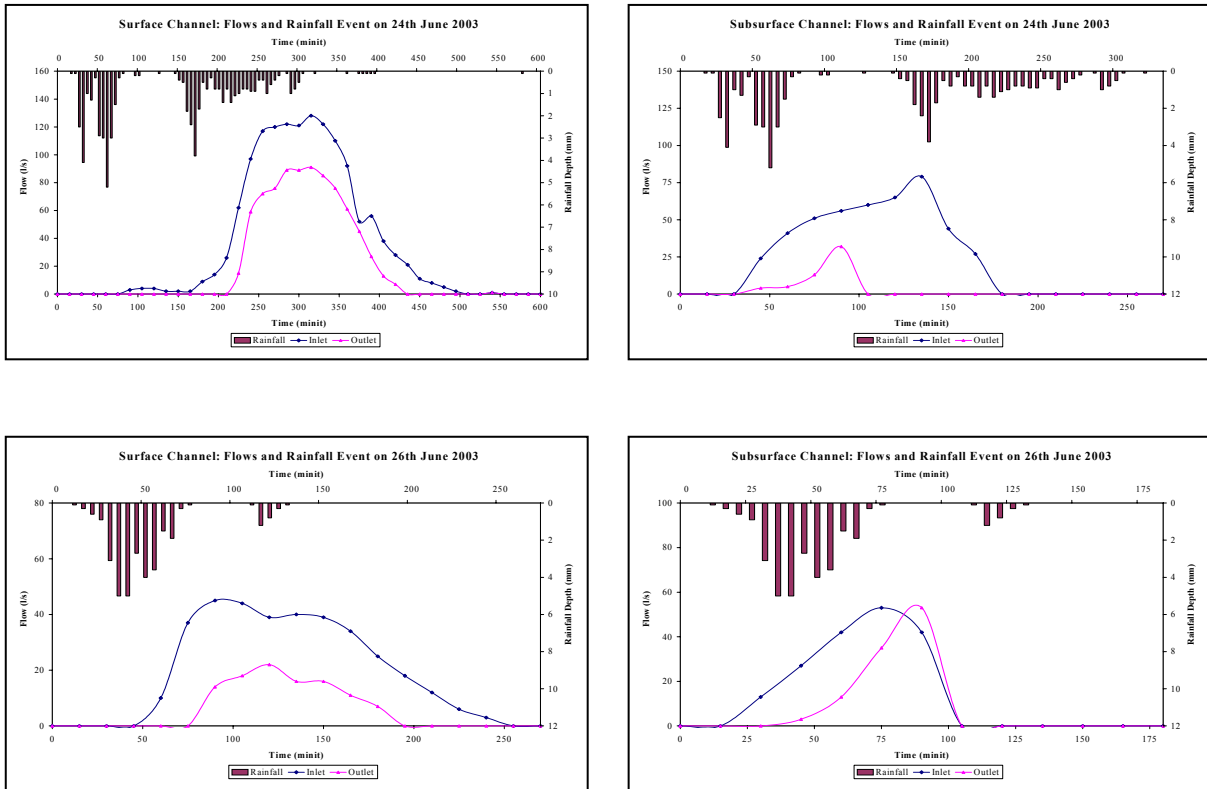 Surface Channel: Flows and Rainfall Event on 24th June 2003
Time (minit)
0 50 100 150 200 250 300 350 400 450 500 550 600
160 140 120 100 80 60 40 20 0
Flow (l/s)
0 1 2 3 4 5 6 7 8 9 10
Rainfall Depth (mm)
0 100 200 300 400 500 600
Time (minit)
Rainfall Inlet Outlet
Subsurface Channel: Flows and Rainfall Event on 24th June 2003
Time (minit)
0 50 100 150 200 250 300
150 125 100 75 50 25 0
Flow (l/s)
0 2 4 6 8 10 12
Rainfall Depth (mm)
0 50 100 150 200 250
Time (minit)
Rainfall Inlet Outlet
Surface Channel: Flows and Rainfall Event on 26th June 2003
Time (minit)
0 50 100 150 200 250
80 60 40 20 0
Flow (l/s)
0 2 4 6 8 10 12
Rainfall Depth (mm)
0 50 100 150 200 250
Time (minit)
Rainfall Inlet Outlet
Subsurface Channel: Flows and Rainfall Event on 26th June 2003
Time (minit)
0 25 50 75 100 125 150 175
100 80 60 40 20 0
Flow (l/s)
0 2 4 6 8 10 12
Rainfall Depth (mm)
0 25 50 75 100 125 150 175
Time (minit)
Rainfall Inlet Outlet